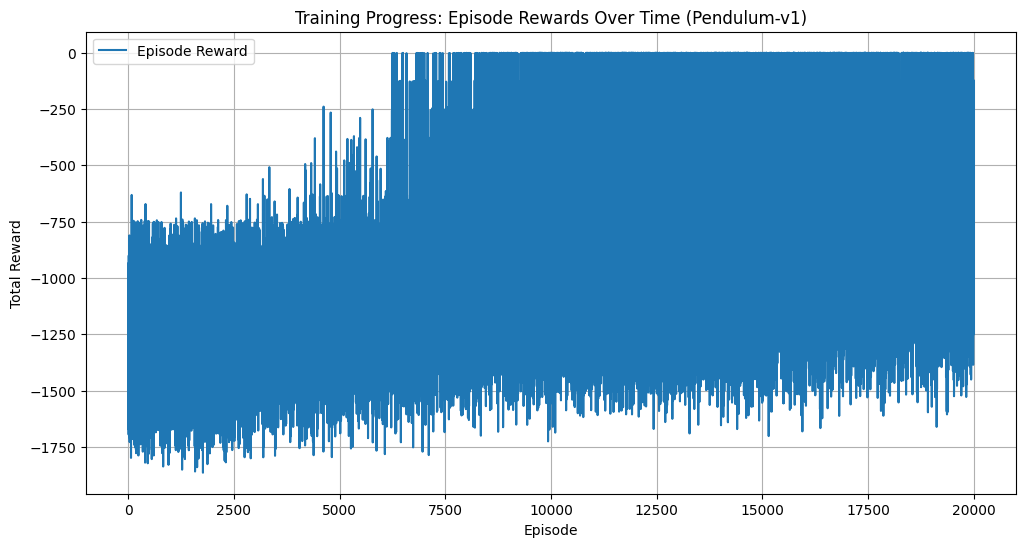 Training Progress: Episode Rewards Over Time (Pendulum-v1)
Episode Reward
0
−250
−500
−750
−1000
−1250
−1500
−1750
Total Reward
0 2500 5000 7500 10000 12500 15000 17500 20000
Episode